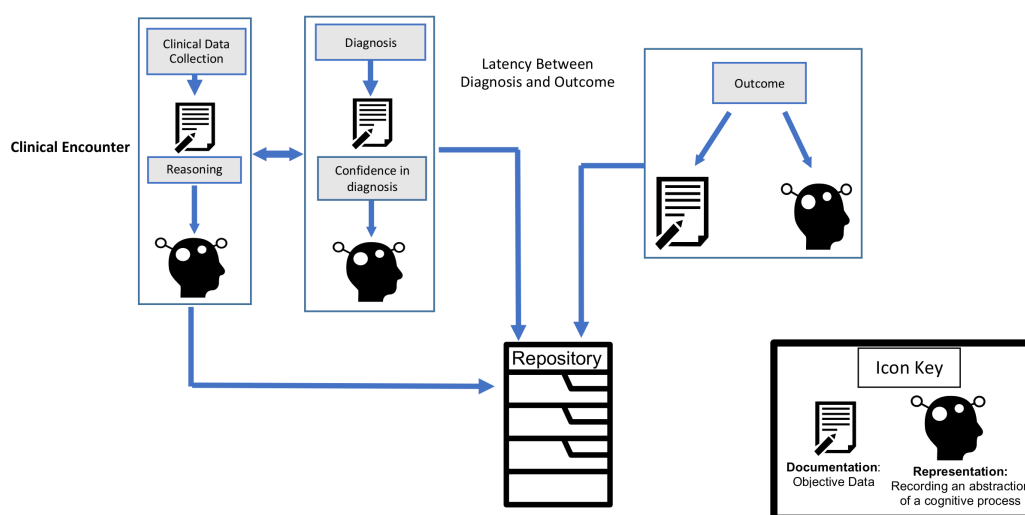 Clinical Data
Collection
Diagnosis
Latency Between
Diagnosis and Outcome
Outcome
Clinical Encounter
Reasoning
Confidence in
diagnosis
Repository
Icon Key
Documentation:
Objective Data
Representation:
Recording an abstraction
of a cognitive process